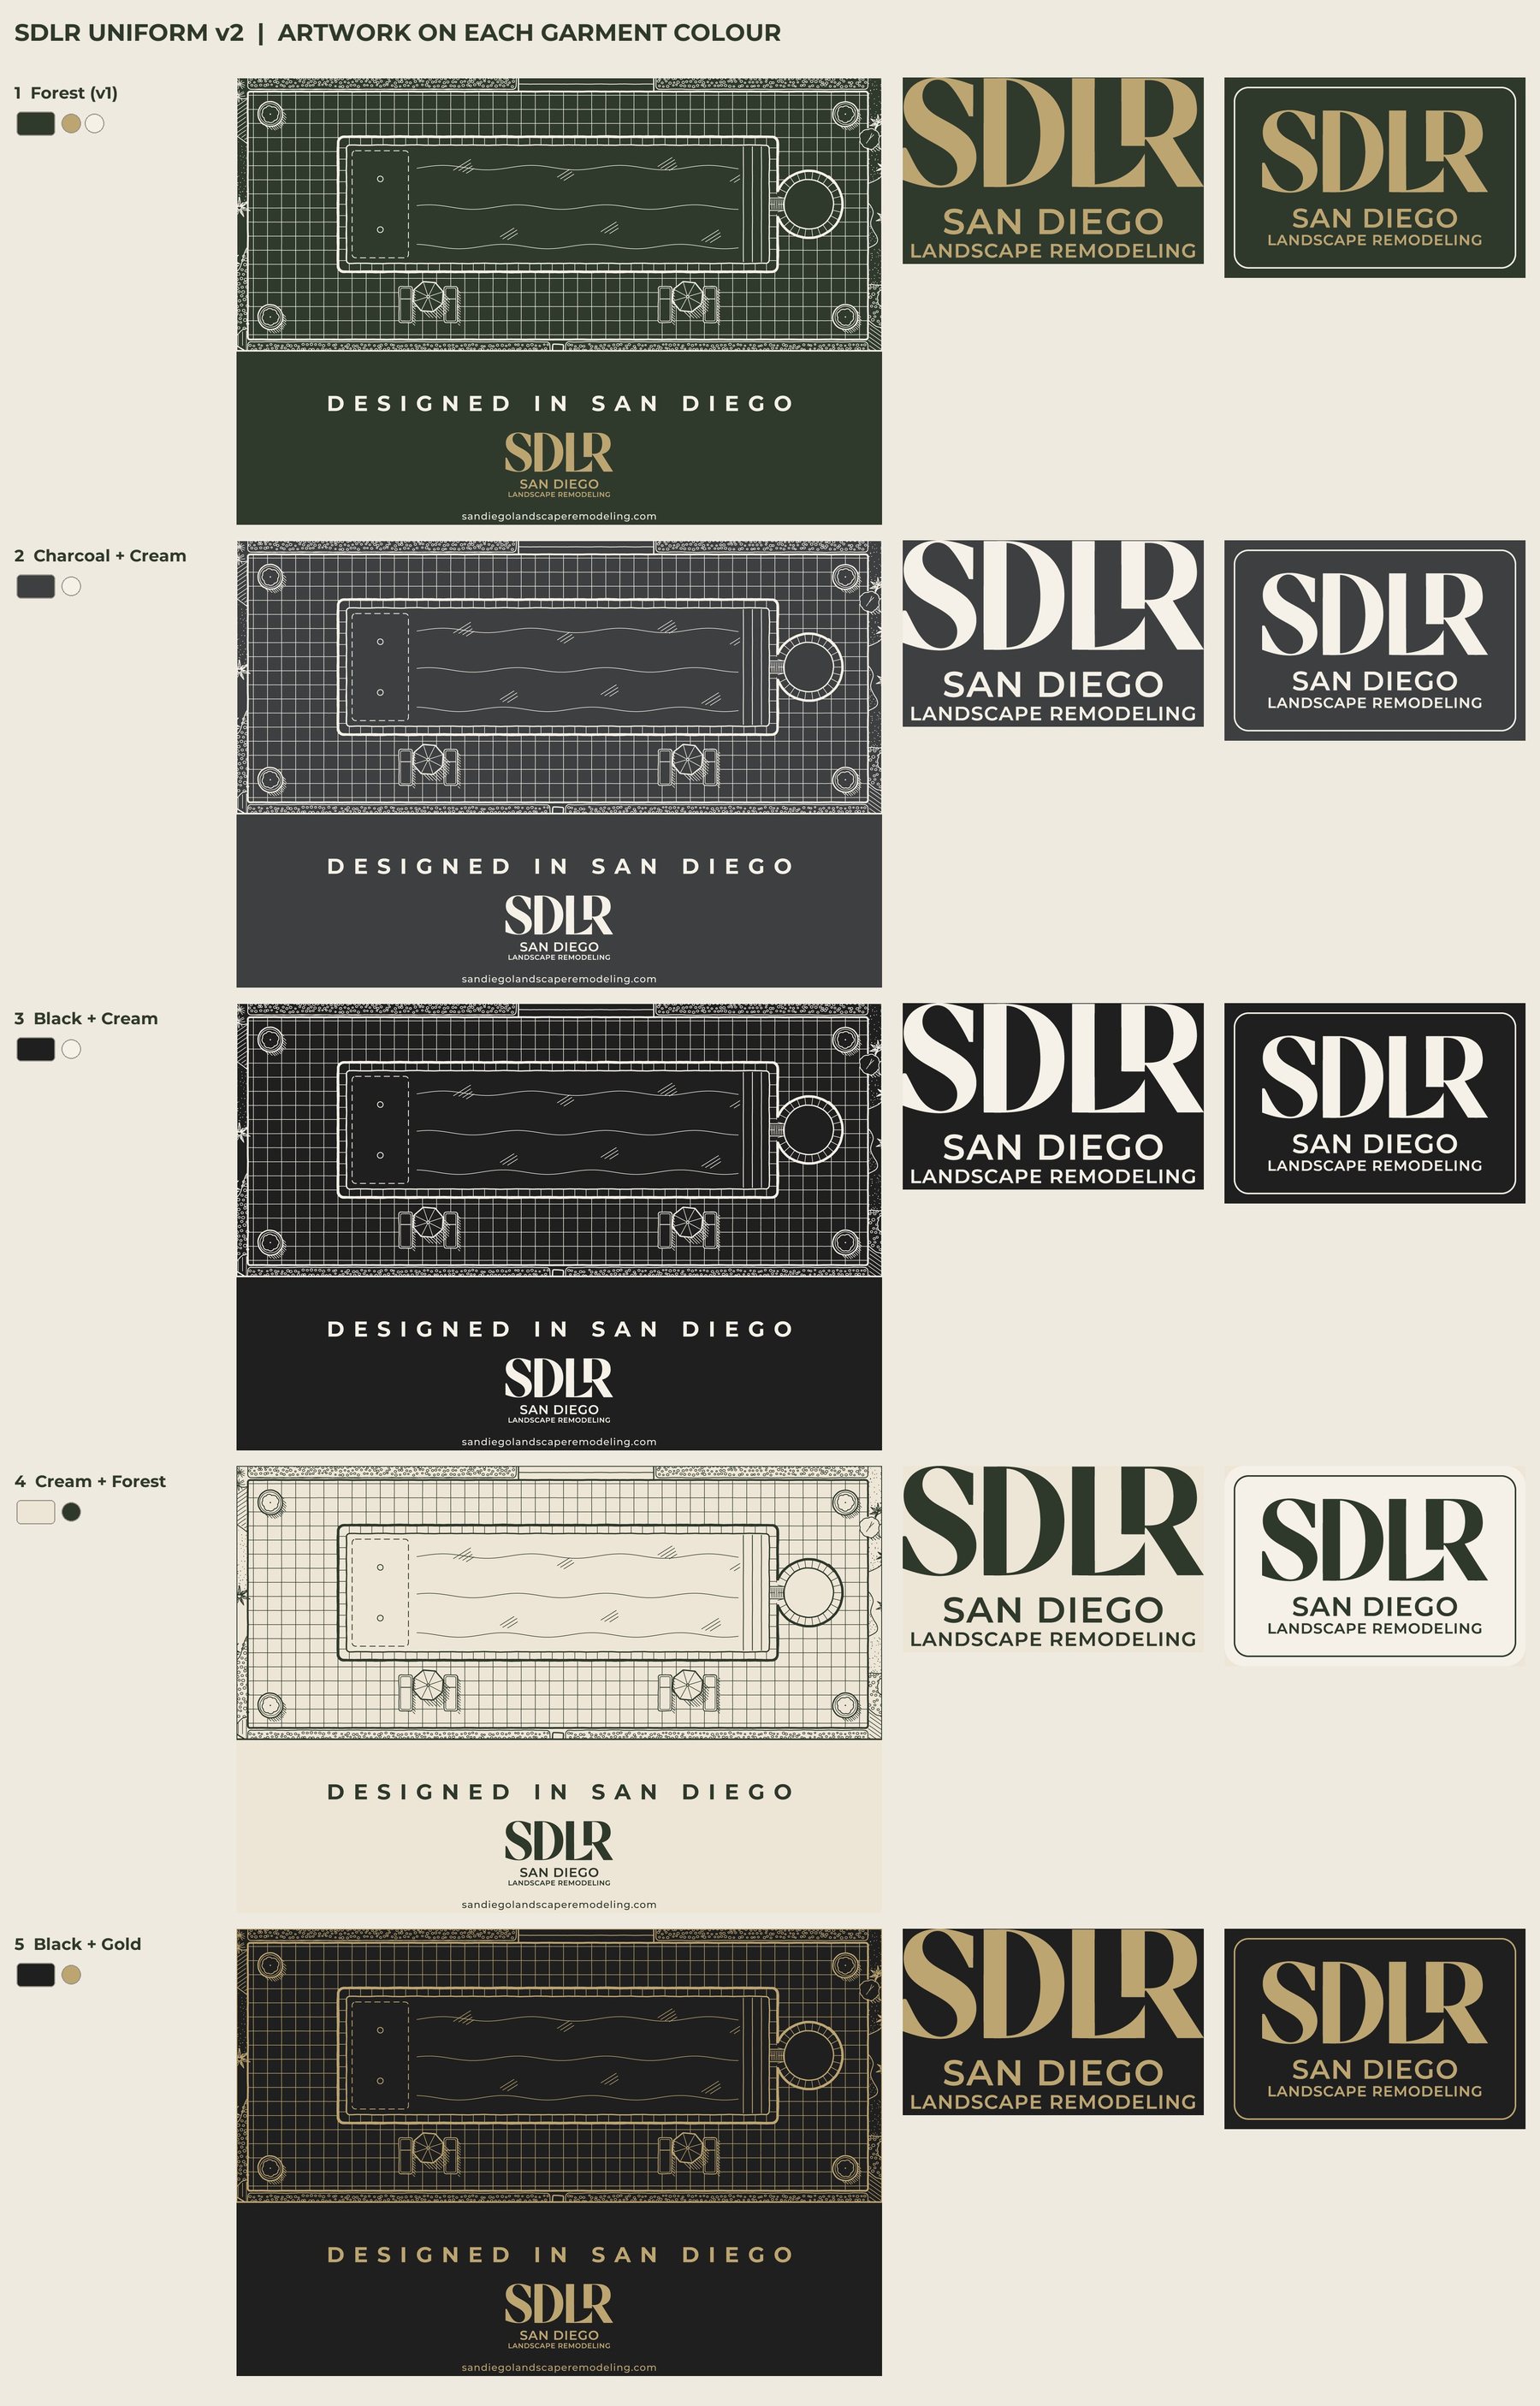 SDLR UNIFORM v2 | ARTWORK ON EACH GARMENT COLOUR
1 Forest (v1)
DESIGNED IN SAN DIEGO
SDLR
SAN DIEGO
LANDSCAPE REMODELING
sandiegolandscaperemodeling.com
SDLR
SAN DIEGO
LANDSCAPE REMODELING
SDLR
SAN DIEGO
LANDSCAPE REMODELING
2 Charcoal + Cream
DESIGNED IN SAN DIEGO
SDLR
SAN DIEGO
LANDSCAPE REMODELING
sandiegolandscaperemodeling.com
SDLR
SAN DIEGO
LANDSCAPE REMODELING
SDLR
SAN DIEGO
LANDSCAPE REMODELING
3 Black + Cream
DESIGNED IN SAN DIEGO
SDLR
SAN DIEGO
LANDSCAPE REMODELING
sandiegolandscaperemodeling.com
SDLR
SAN DIEGO
LANDSCAPE REMODELING
SDLR
SAN DIEGO
LANDSCAPE REMODELING
4 Cream + Forest
DESIGNED IN SAN DIEGO
SDLR
SAN DIEGO
LANDSCAPE REMODELING
sandiegolandscaperemodeling.com
SDLR
SAN DIEGO
LANDSCAPE REMODELING
SDLR
SAN DIEGO
LANDSCAPE REMODELING
5 Black + Gold
DESIGNED IN SAN DIEGO
SDLR
SAN DIEGO
LANDSCAPE REMODELING
sandiegolandscaperemodeling.com
SDLR
SAN DIEGO
LANDSCAPE REMODELING
SDLR
SAN DIEGO
LANDSCAPE REMODELING